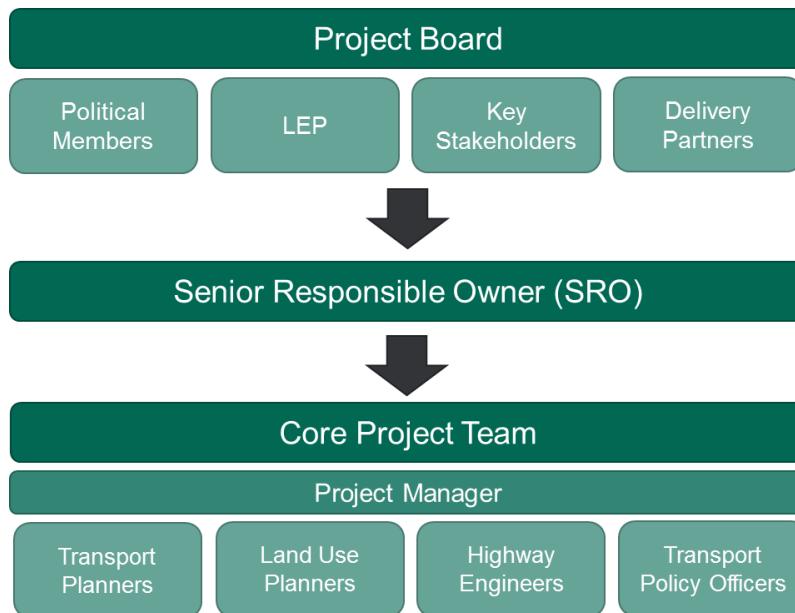 Project Board
Political
Members
LEP
Key
Stakeholders
Delivery
Partners
Senior Responsible Owner (SRO)
Core Project Team
Project Manager
Transport
Planners
Land Use
Planners
Highway
Engineers
Transport
Policy Officers